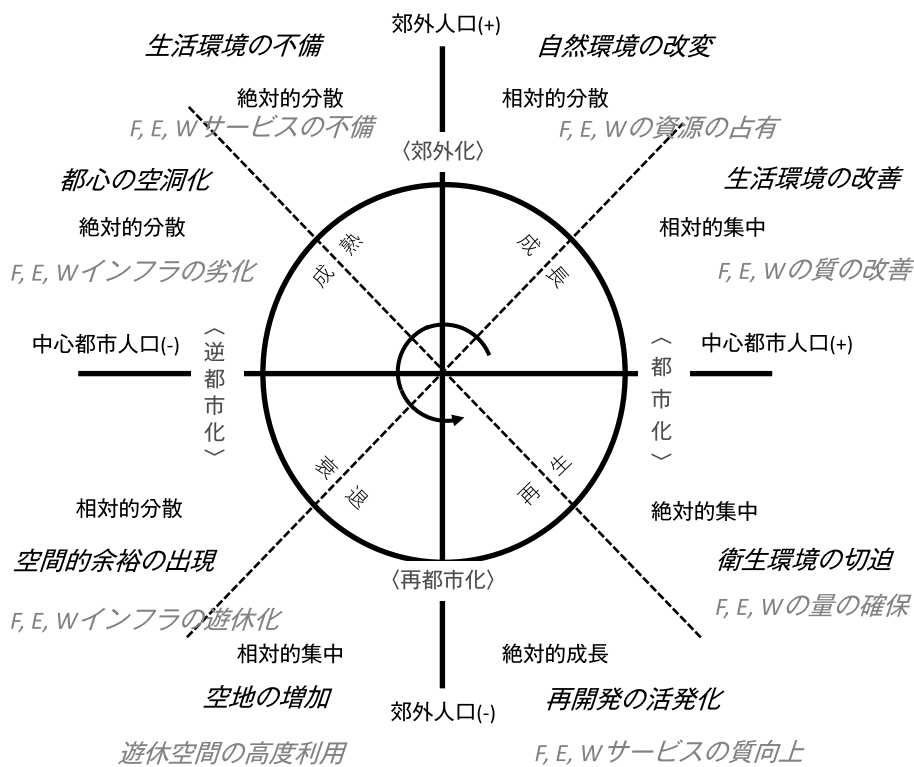 郊外人口(+)
生活環境の不備
自然環境の改変
絶対的分散
相対的分散
F, E, Wサービスの不備
F, E, Wの資源の占有
〈郊外化〉
都心の空洞化
生活環境の改善
絶対的分散
相対的集中
F, E, Wインフラの劣化
F, E, Wの質の改善
成熟
成長
中心都市人口(-)
中心都市人口(+)
〈逆都市化〉
〈都市化〉
衰退
再生
相対的分散
絶対的集中
空間的余裕の出現
衛生環境の切迫
F, E, Wインフラの遊休化
F, E, Wの量の確保
〈再都市化〉
相対的集中
絶対的成長
空地の増加
再開発の活発化
郊外人口(-)
遊休空間の高度利用
F, E, Wサービスの質向上